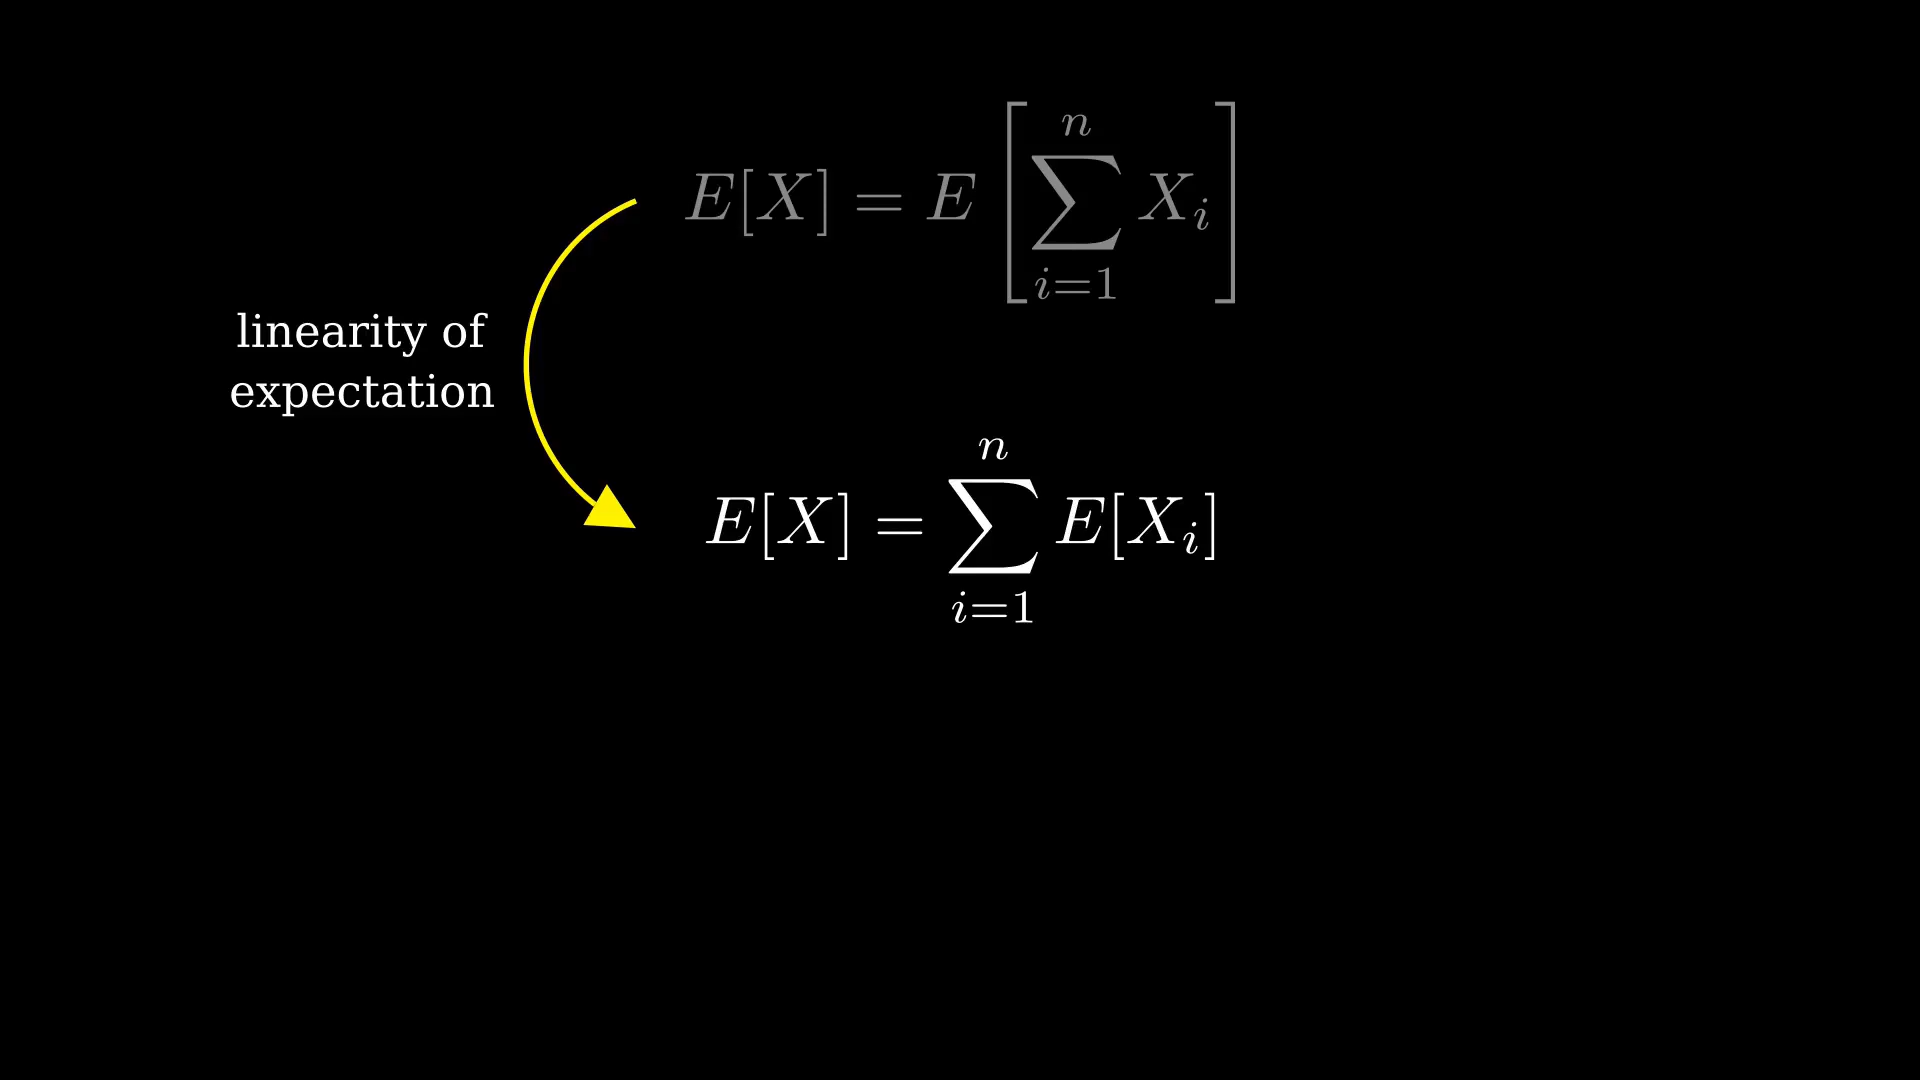 E[X] = E[∑_{i=1}^{n} X_i]
linearity of
expectation
E[X] = ∑_{i=1}^{n} E[X_i]